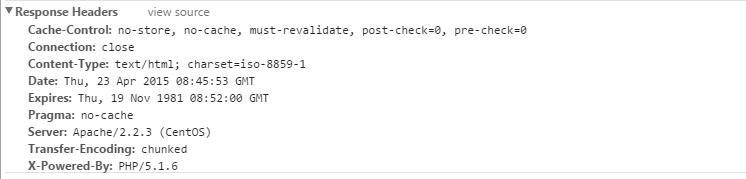 Response Headers view source
Cache-Control: no-store, no-cache, must-revalidate, post-check=0, pre-check=0
Connection: close
Content-Type: text/html; charset=iso-8859-1
Date: Thu, 23 Apr 2015 08:45:53 GMT
Expires: Thu, 19 Nov 1981 08:52:00 GMT
Pragma: no-cache
Server: Apache/2.2.3 (CentOS)
Transfer-Encoding: chunked
X-Powered-By: PHP/5.1.6